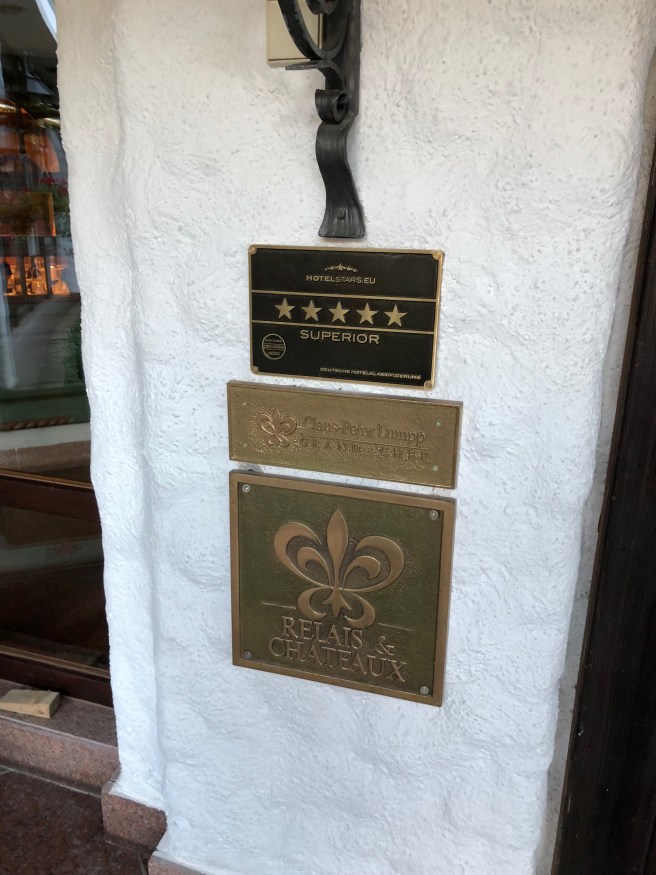 HOTELSTARS.EU
SUPERIOR
DEUTSCHE HOTELKLASSIFIZIERUNG
Claus-Peter Lumpp
GRAND CHEF
RELAIS &
CHATEAUX